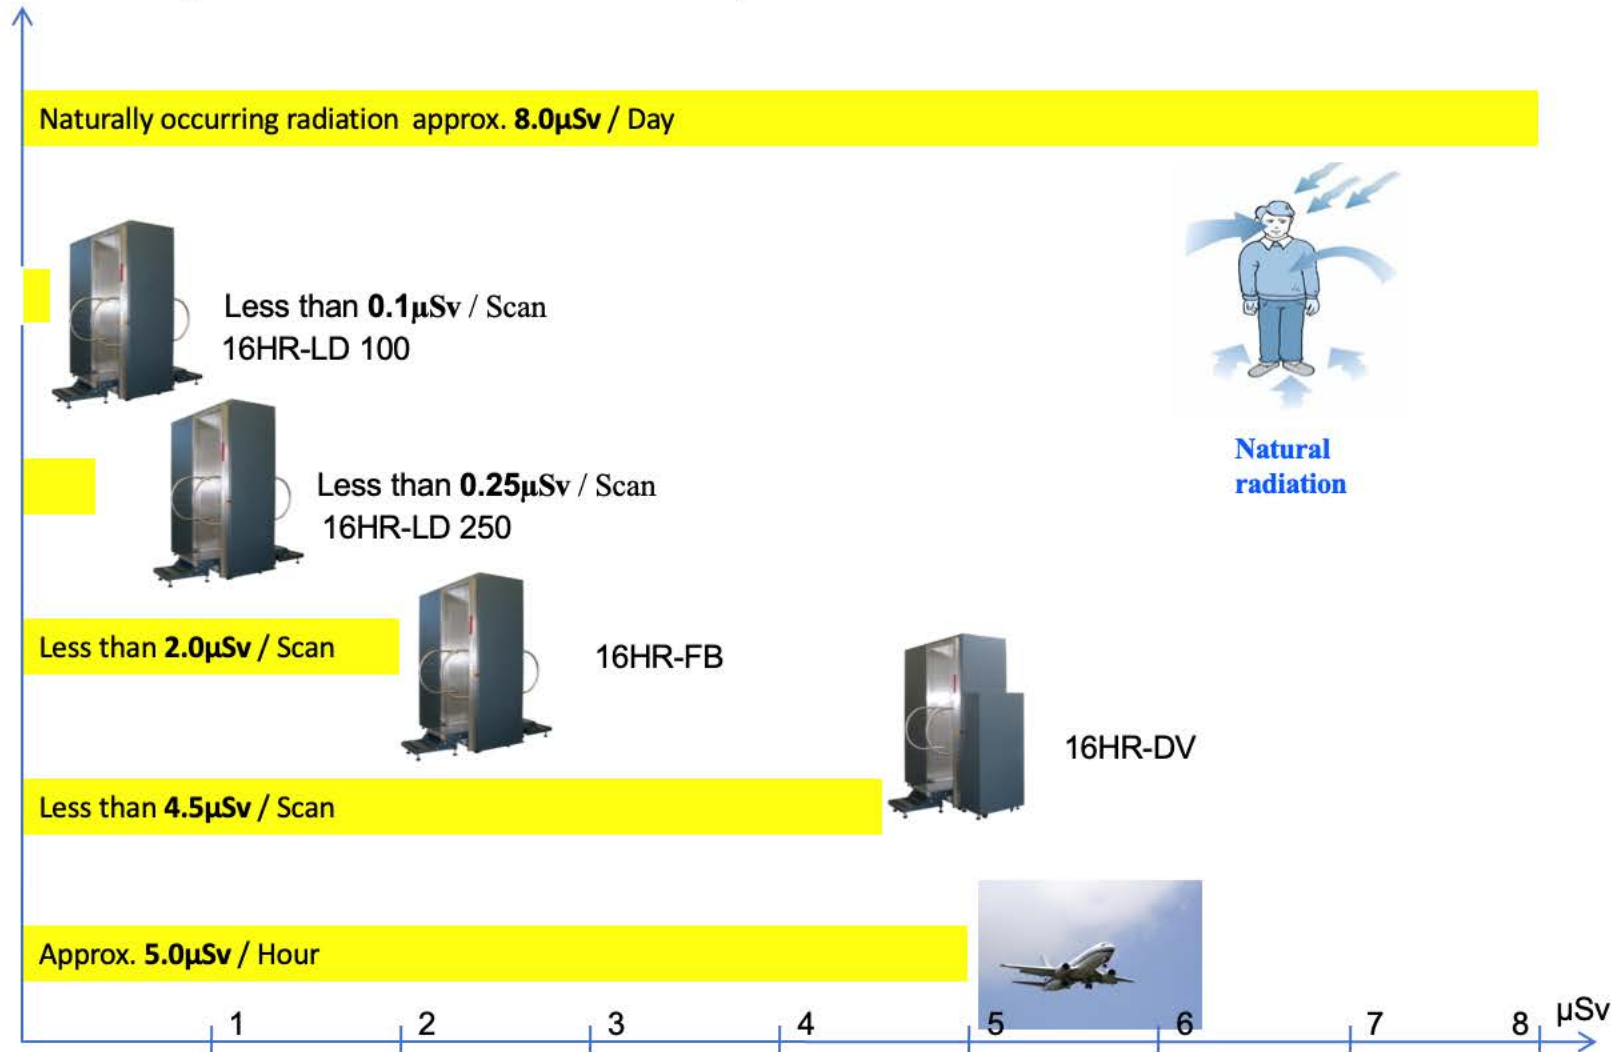 Naturally occurring radiation approx. 8.0µSv / Day
Less than 0.1µSv / Scan
16HR-LD 100
Natural
radiation
Less than 0.25µSv / Scan
16HR-LD 250
Less than 2.0µSv / Scan
16HR-FB
16HR-DV
Less than 4.5µSv / Scan
Approx. 5.0µSv / Hour
1 2 3 4 5 6 7 8 µSv